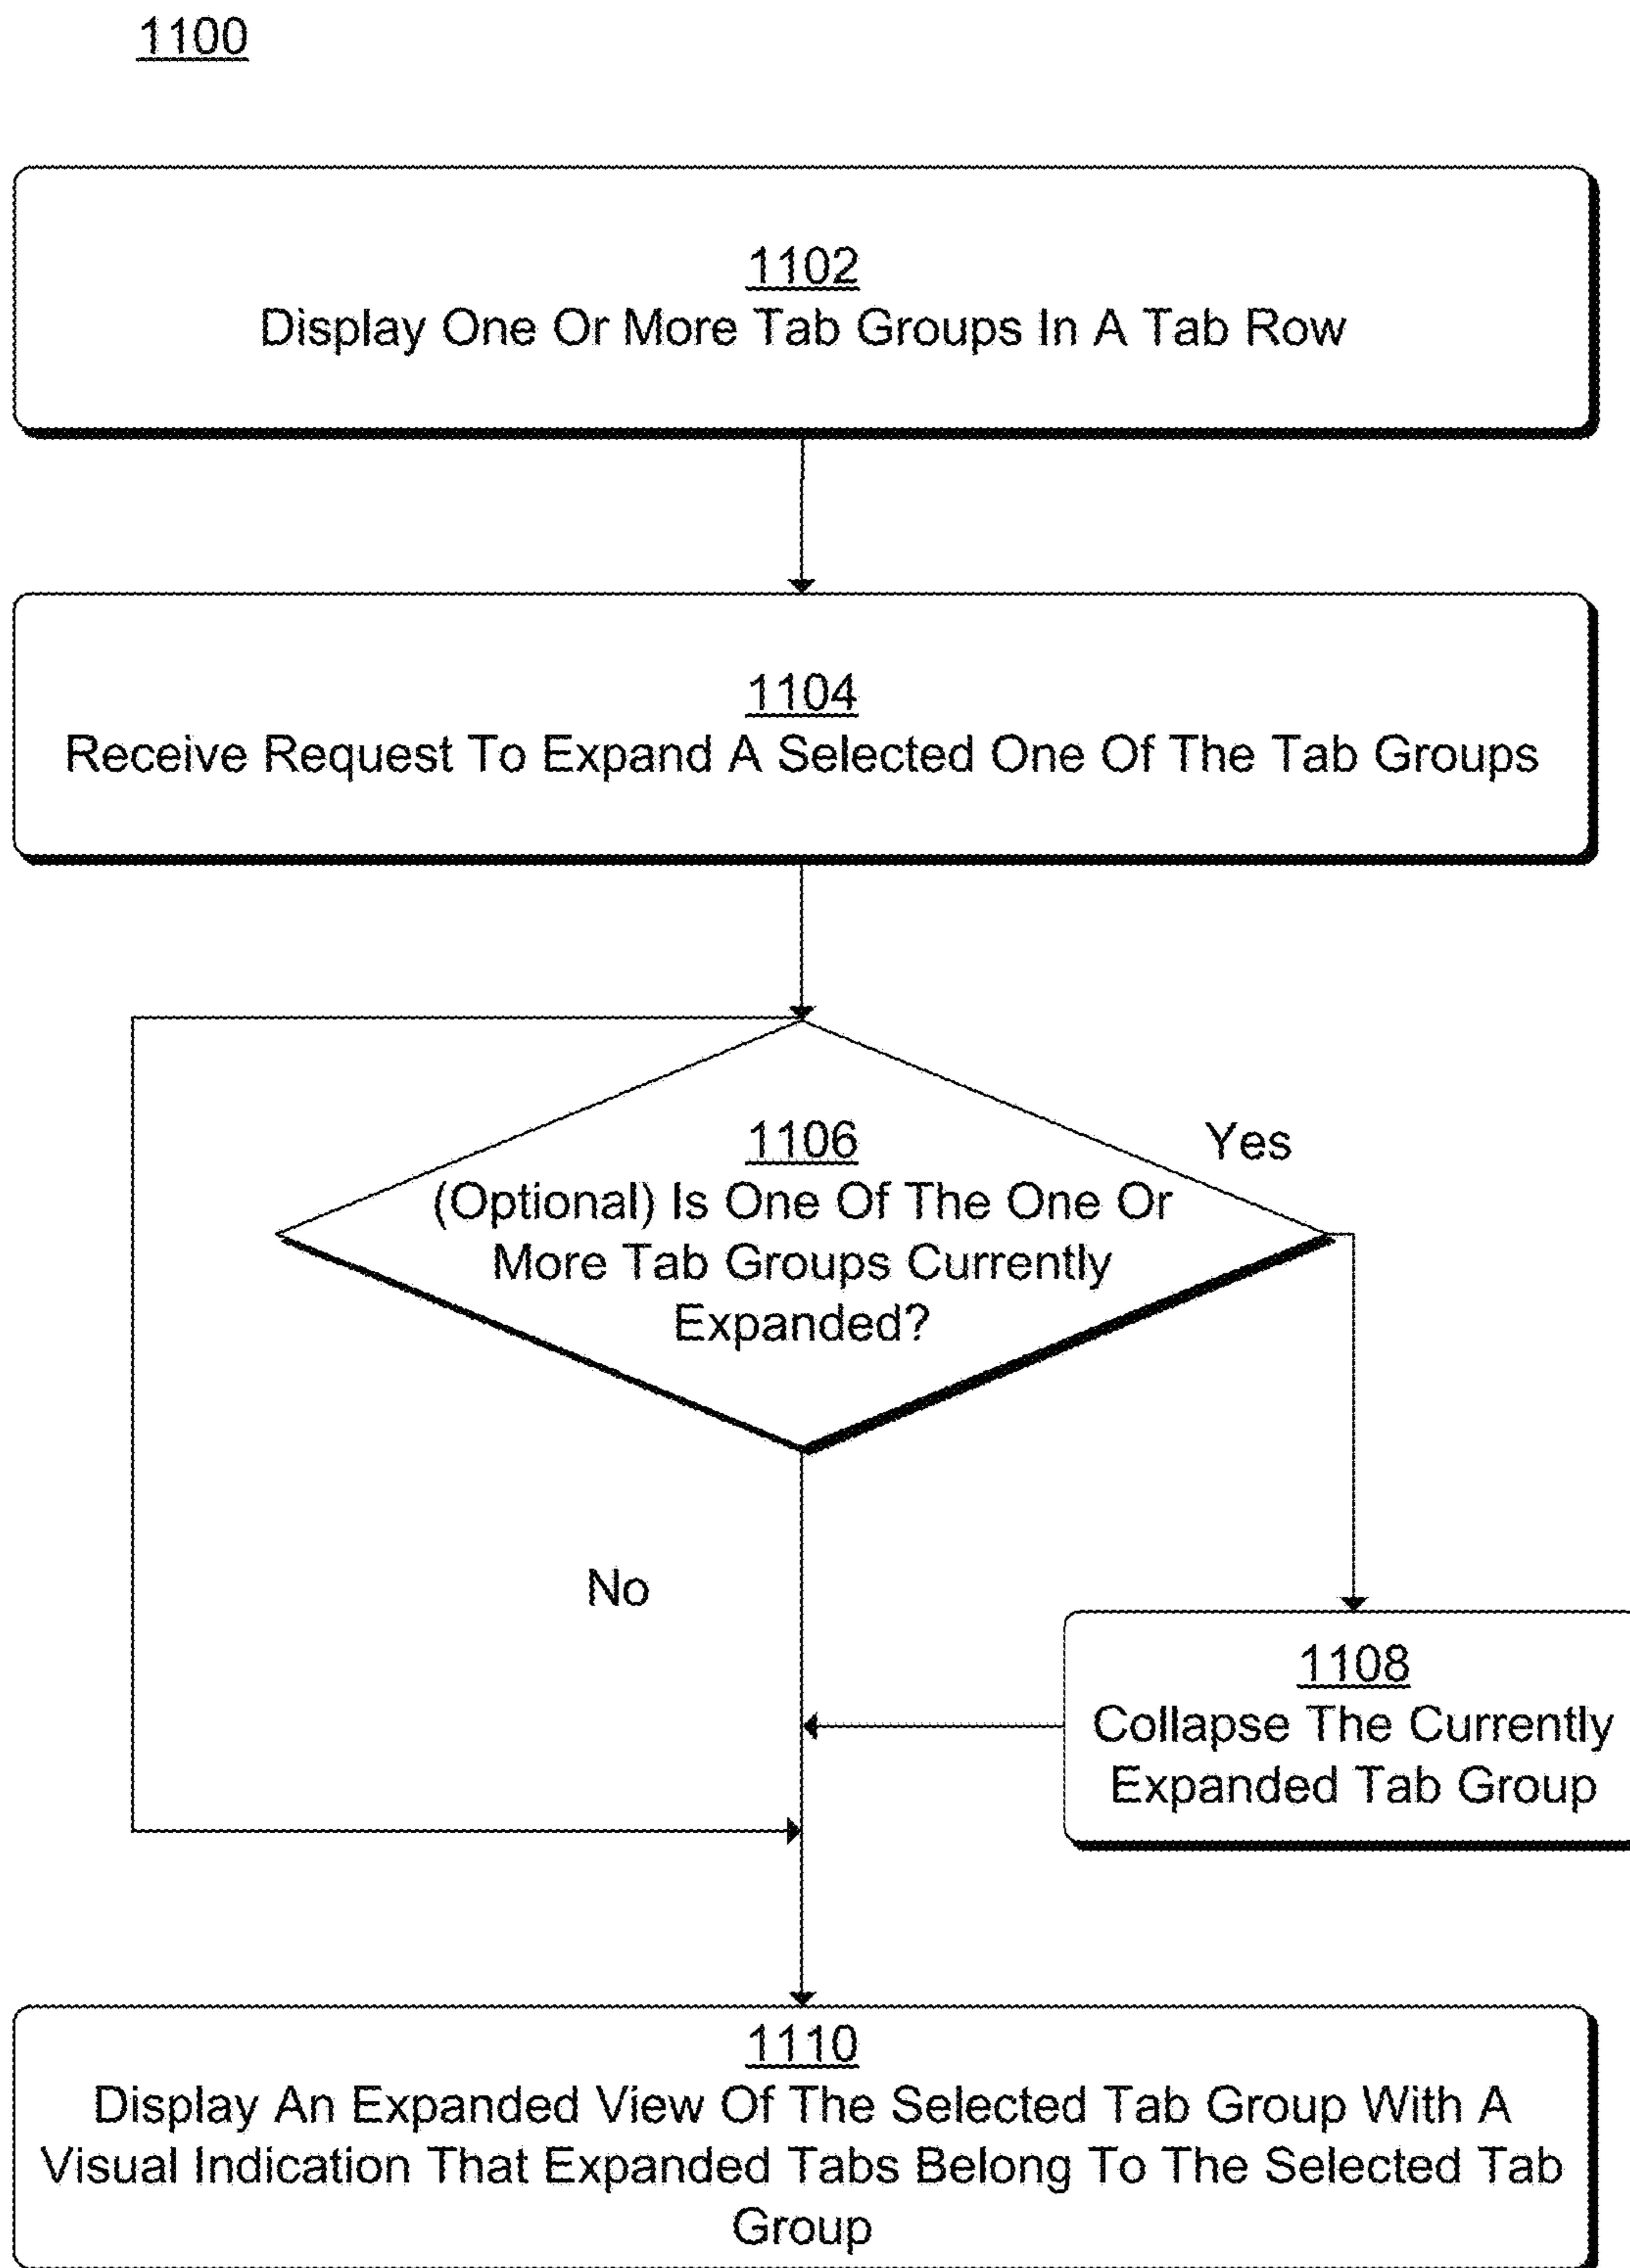 1100
1102
Display One Or More Tab Groups In A Tab Row
1104
Receive Request To Expand A Selected One Of The Tab Groups
1106
(Optional) Is One Of The One Or
More Tab Groups Currently
Expanded?
Yes
No
1108
Collapse The Currently
Expanded Tab Group
1110
Display An Expanded View Of The Selected Tab Group With A
Visual Indication That Expanded Tabs Belong To The Selected Tab
Group